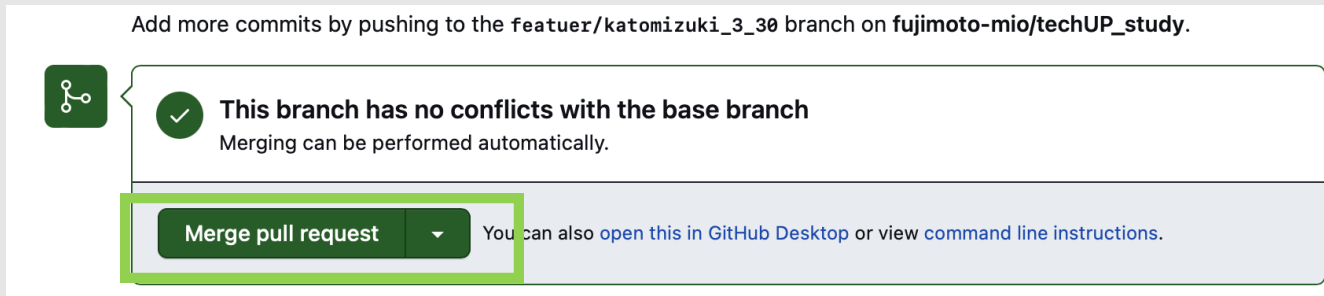 Add more commits by pushing to the featuer/katomizuki_3_30 branch on fujimoto-mio/techUP_study.
This branch has no conflicts with the base branch
Merging can be performed automatically.
Merge pull request You can also open this in GitHub Desktop or view command line instructions.